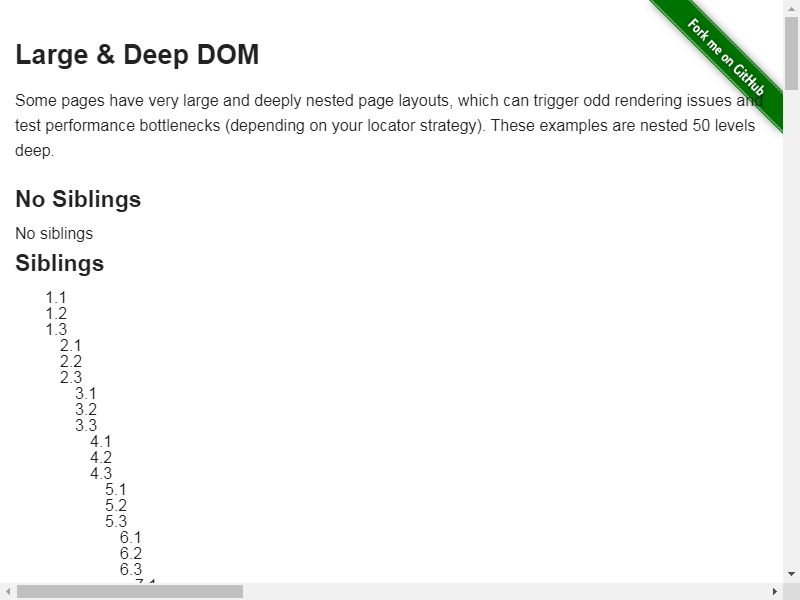 Fork me on GitHub
Large & Deep DOM
Some pages have very large and deeply nested page layouts, which can trigger odd rendering issues and
test performance bottlenecks (depending on your locator strategy). These examples are nested 50 levels
deep.
No Siblings
No siblings
Siblings
1.1
1.2
1.3
2.1
2.2
2.3
3.1
3.2
3.3
4.1
4.2
4.3
5.1
5.2
5.3
6.1
6.2
6.3